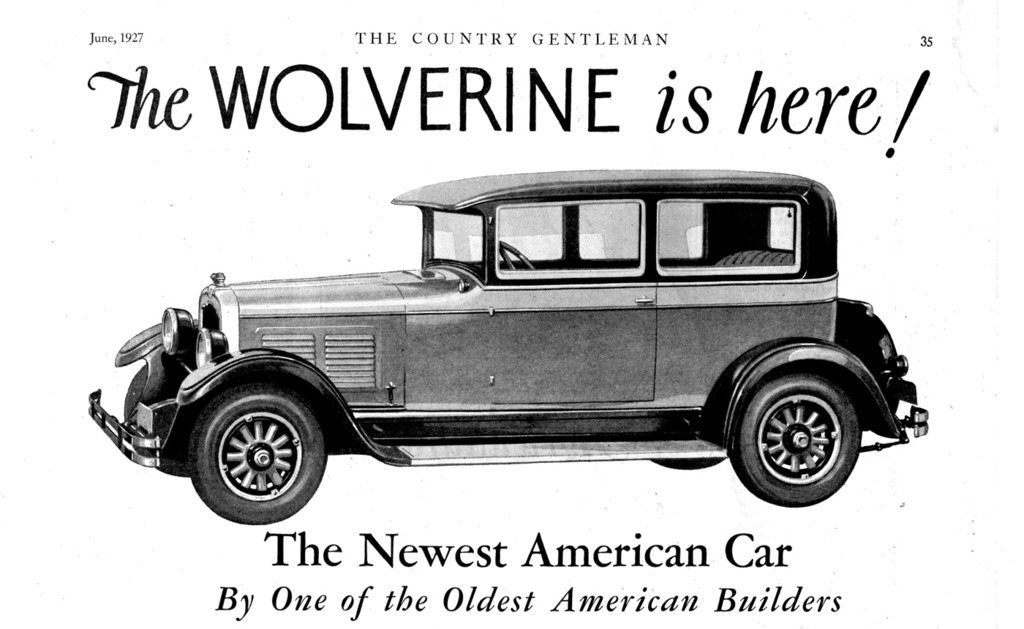 June, 1927 THE COUNTRY GENTLEMAN 35
The WOLVERINE is here!
The Newest American Car
By One of the Oldest American Builders